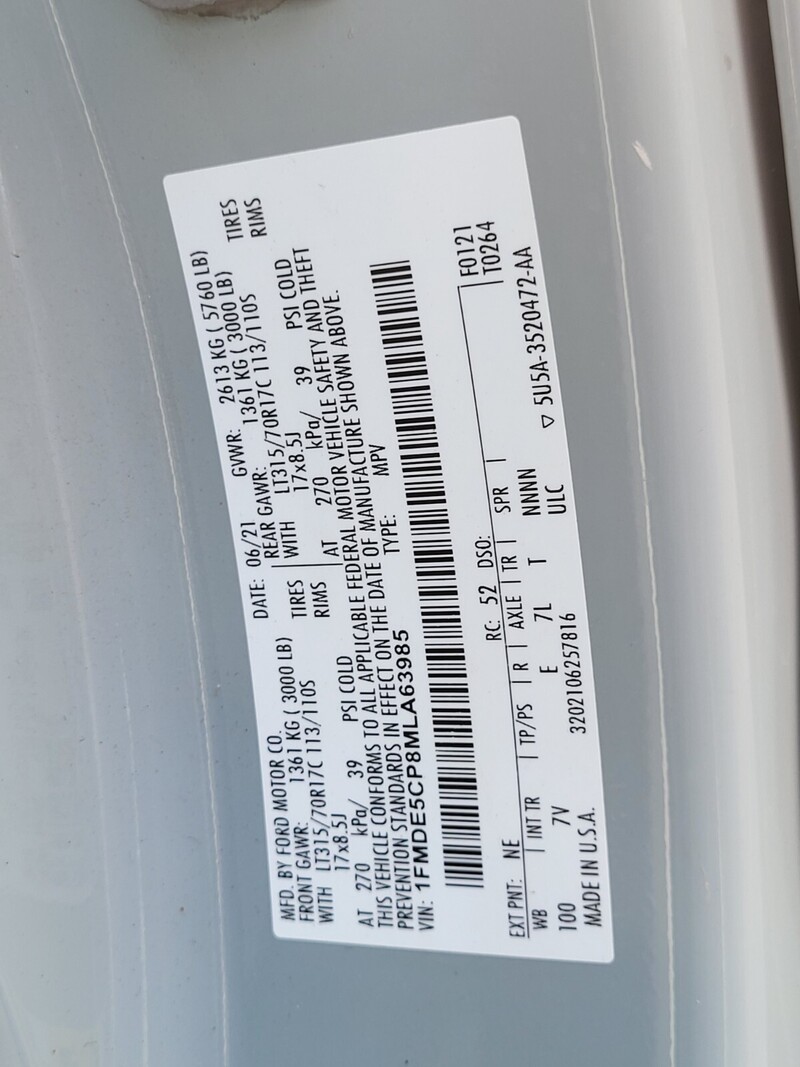 MFD. BY FORD MOTOR CO.
DATE: 06/21 GVWR: 2613 KG ( 5760 LB)
FRONT GAWR: 1361 KG ( 3000 LB) REAR GAWR: 1361 KG ( 3000 LB)
WITH LT315/70R17C 113/110S TIRES WITH LT315/70R17C 113/110S TIRES
17x8.5J RIMS 17x8.5J RIMS
AT 270 kPa/ 39 PSI COLD AT 270 kPa/ 39 PSI COLD
THIS VEHICLE CONFORMS TO ALL APPLICABLE FEDERAL MOTOR VEHICLE SAFETY AND THEFT
PREVENTION STANDARDS IN EFFECT ON THE DATE OF MANUFACTURE SHOWN ABOVE.
VIN: 1FMDE5CP8MLA63985 TYPE: MPV
F0121
T0264
EXT PNT: NE RC: 52 DSO:
WB INT TR TP/PS R AXLE TR SPR
100 7V E 7L T NNNN
ULC
MADE IN U.S.A. 3202106257816 ▽ 5U5A-3520472-AA